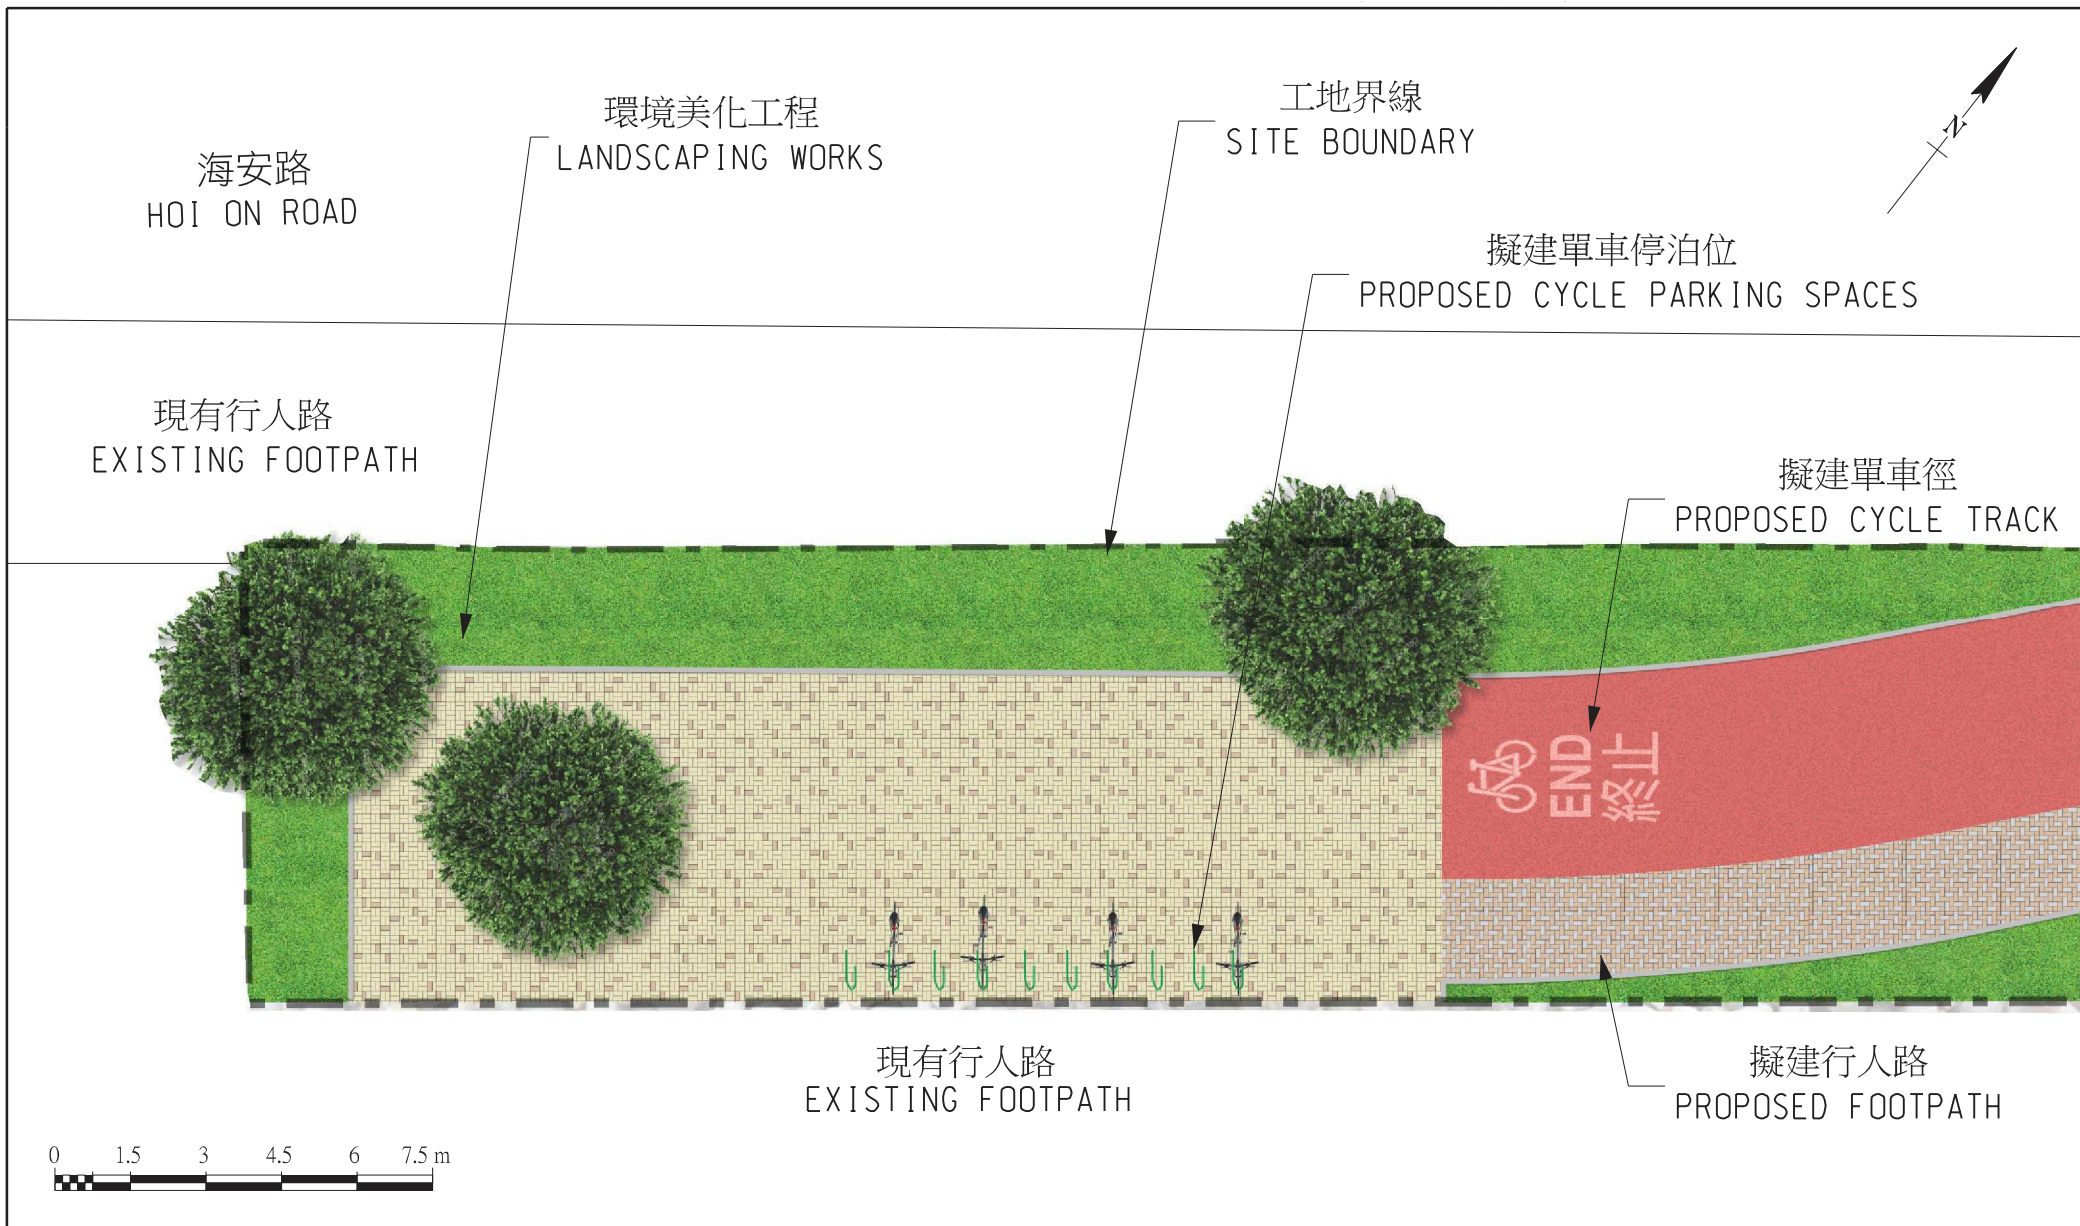 環境美化工程
LANDSCAPING WORKS
工地界線
SITE BOUNDARY
N
海安路
HOI ON ROAD
擬建單車停泊位
PROPOSED CYCLE PARKING SPACES
現有行人路
EXISTING FOOTPATH
擬建單車徑
PROPOSED CYCLE TRACK
END
終止
現有行人路
EXISTING FOOTPATH
擬建行人路
PROPOSED FOOTPATH
0 1.5 3 4.5 6 7.5 m